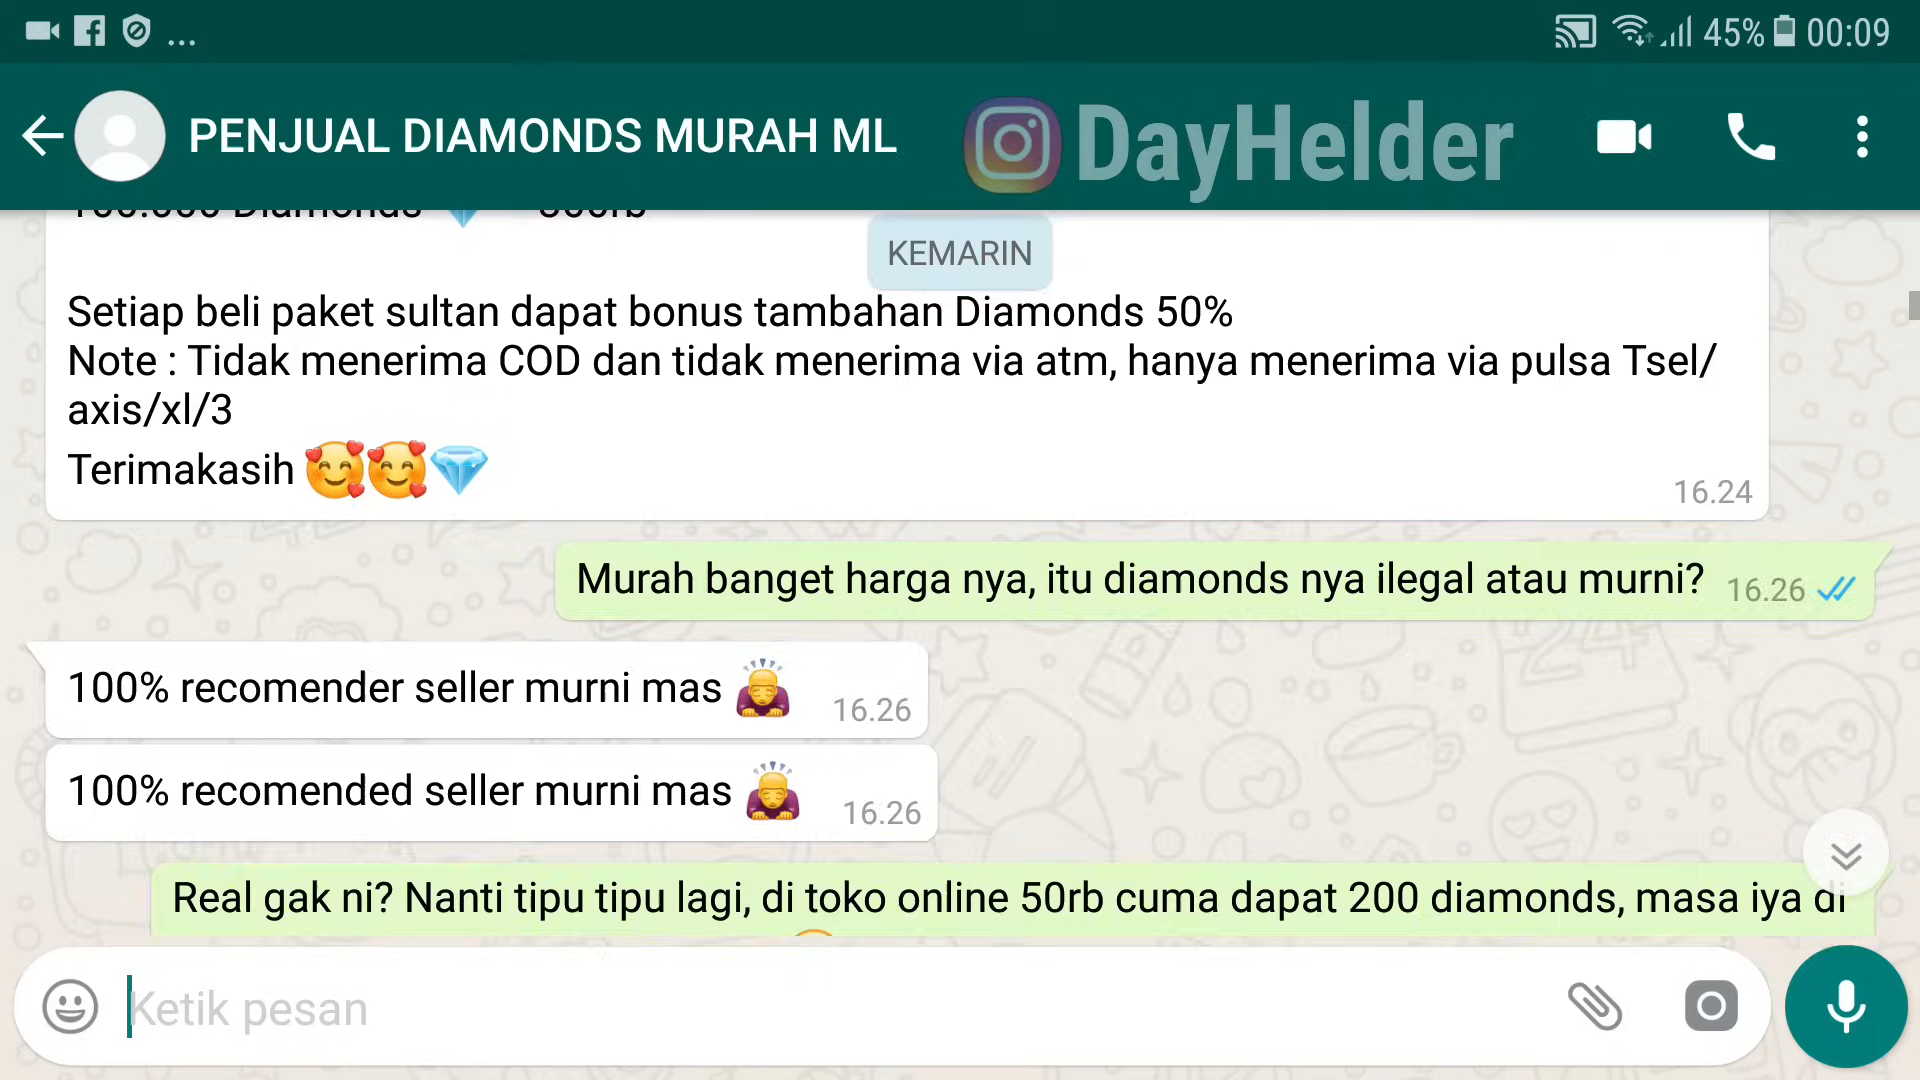 ... 45% 00:09
PENJUAL DIAMONDS MURAH ML
DayHelder
KEMARIN
Setiap beli paket sultan dapat bonus tambahan Diamonds 50%
Note : Tidak menerima COD dan tidak menerima via atm, hanya menerima via pulsa Tsel/
axis/xl/3
Terimakasih 🥰🥰💎
16.24
Murah banget harga nya, itu diamonds nya ilegal atau murni? 16.26
100% recomender seller murni mas 🙇 16.26
100% recomended seller murni mas 🙇 16.26
Real gak ni? Nanti tipu tipu lagi, di toko online 50rb cuma dapat 200 diamonds, masa iya di
Ketik pesan